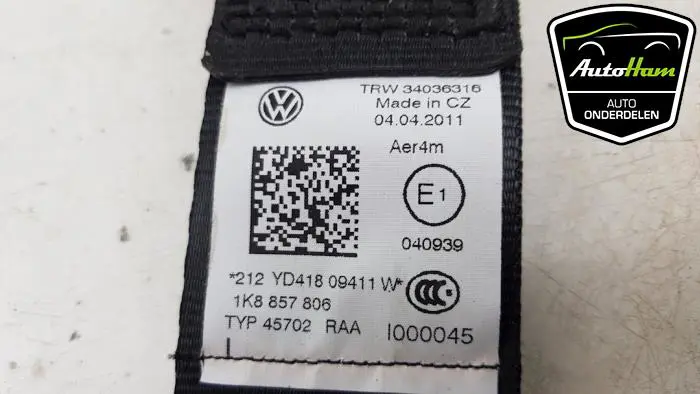 TRW 34036316
Made in CZ
04.04.2011
Aer4m
E1
040939
*212 YD418 09411 W*
CCC
1K8 857 806
TYP 45702 RAA
I000045
AutoHam
AUTO
ONDERDELEN